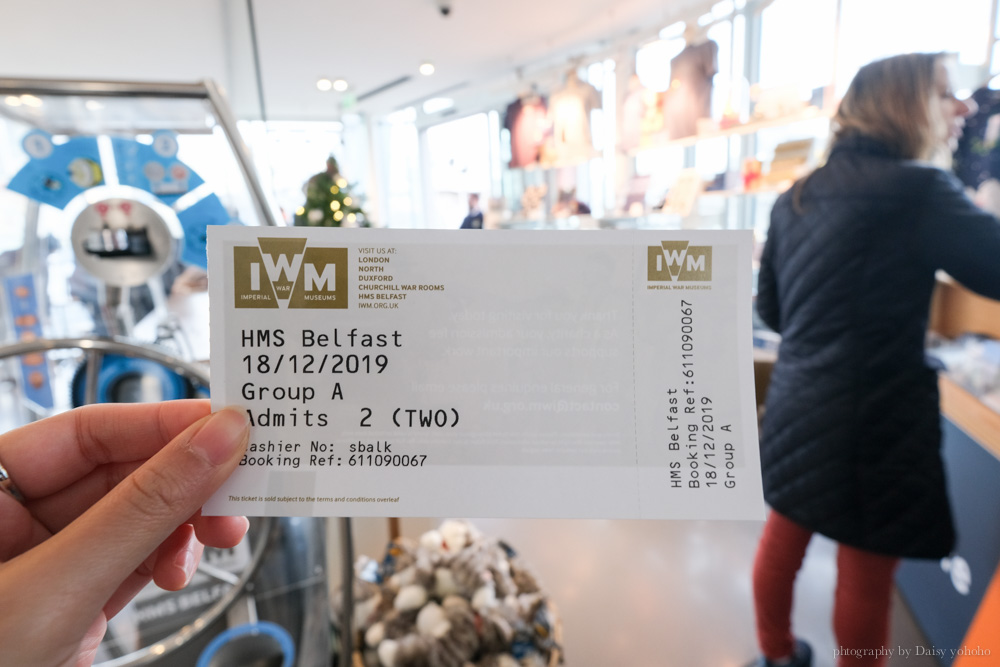 IWM
IMPERIAL WAR MUSEUMS
VISIT US AT:
LONDON
NORTH
DUXFORD
CHURCHILL WAR ROOMS
HMS BELFAST
IWM.ORG.UK
HMS Belfast
18/12/2019
Group A
Admits 2 (TWO)
Cashier No: sbalk
Booking Ref: 611090067
This ticket is sold subject to the terms and conditions overleaf
IWM
IMPERIAL WAR MUSEUMS
HMS Belfast
Booking Ref:611090067
18/12/2019
Group A
photography by Daisy yohoho